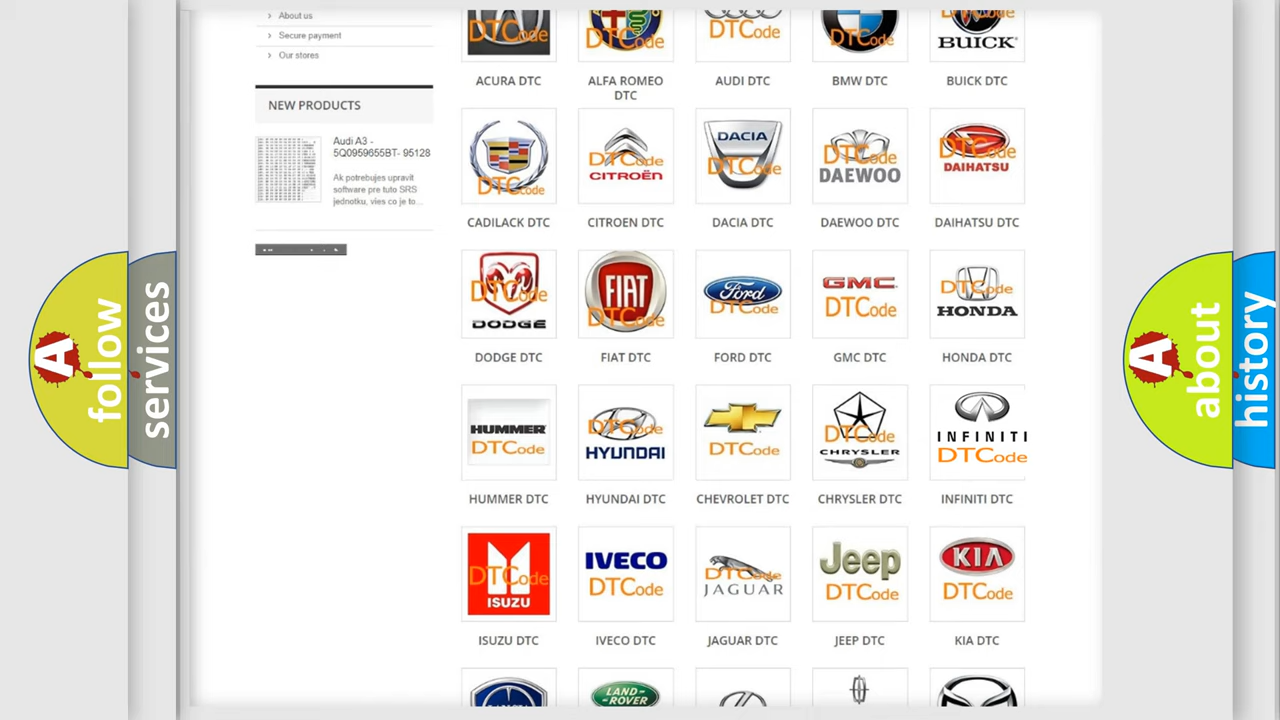 About us
Secure payment
Our stores
NEW PRODUCTS
Audi A3 -
5Q0959655BT- 95128
Ak potrebujes upravit
software pre tuto SRS
jednotku, vies co je to...
DTCode
DTCode
DTCode
DTCode
DTCode
BUICK
ACURA DTC
ALFA ROMEO
DTC
AUDI DTC
BMW DTC
BUICK DTC
DTCode
DTCode
CITROËN
DACIA
DTCode
DTCode
DAEWOO
DTCode
DAIHATSU
CADILACK DTC
CITROEN DTC
DACIA DTC
DAEWOO DTC
DAIHATSU DTC
DTCode
DODGE
FIAT
DTCode
Ford
DTCode
GMC
DTCode
DTCode
HONDA
DODGE DTC
FIAT DTC
FORD DTC
GMC DTC
HONDA DTC
HUMMER
DTCode
DTCode
HYUNDAI
DTCode
DTCode
CHRYSLER
INFINITI
DTCode
HUMMER DTC
HYUNDAI DTC
CHEVROLET DTC
CHRYSLER DTC
INFINITI DTC
DTCode
ISUZU
IVECO
DTCode
DTCode
JAGUAR
Jeep
DTCode
KIA
DTCode
ISUZU DTC
IVECO DTC
JAGUAR DTC
JEEP DTC
KIA DTC
LAND-
ROVER
A
follow
services
A
about
history